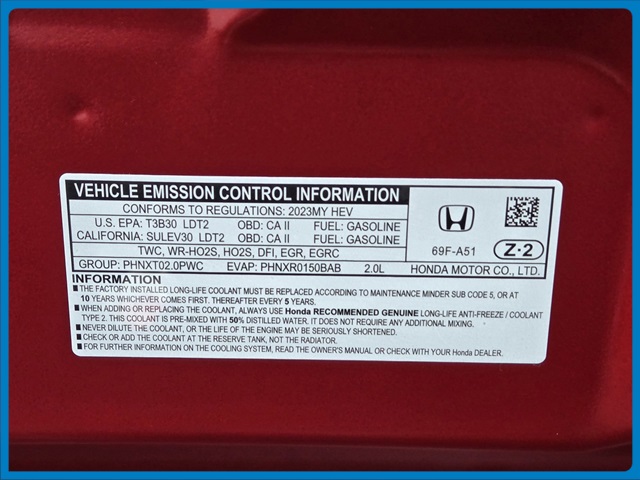 VEHICLE EMISSION CONTROL INFORMATION
CONFORMS TO REGULATIONS: 2023MY HEV
U.S. EPA: T3B30 LDT2 OBD: CA II FUEL: GASOLINE
CALIFORNIA: SULEV30 LDT2 OBD: CA II FUEL: GASOLINE
TWC, WR-HO2S, HO2S, DFI, EGR, EGRC
GROUP: PHNXT02.0PWC EVAP: PHNXR0150BAB 2.0L
69F-A51
Z·2
HONDA MOTOR CO., LTD.
INFORMATION
■THE FACTORY INSTALLED LONG-LIFE COOLANT MUST BE REPLACED ACCORDING TO MAINTENANCE MINDER SUB CODE 5, OR AT
10 YEARS WHICHEVER COMES FIRST. THEREAFTER EVERY 5 YEARS.
■WHEN ADDING OR REPLACING COOLANT, ALWAYS USE Honda RECOMMENDED GENUINE LONG-LIFE ANTI-FREEZE / COOLANT
TYPE 2. THIS COOLANT IS PRE-MIXED WITH 50% DISTILLED WATER. IT DOES NOT REQUIRE ANY ADDITIONAL MIXING.
■NEVER DILUTE THE COOLANT, OR THE LIFE OF THE ENGINE MAY BE SERIOUSLY SHORTENED.
■CHECK OR ADD THE COOLANT AT THE RESERVE TANK, NOT THE RADIATOR.
■FOR FURTHER INFORMATION ON THE COOLING SYSTEM, READ THE OWNER'S MANUAL OR CHECK WITH YOUR Honda DEALER.